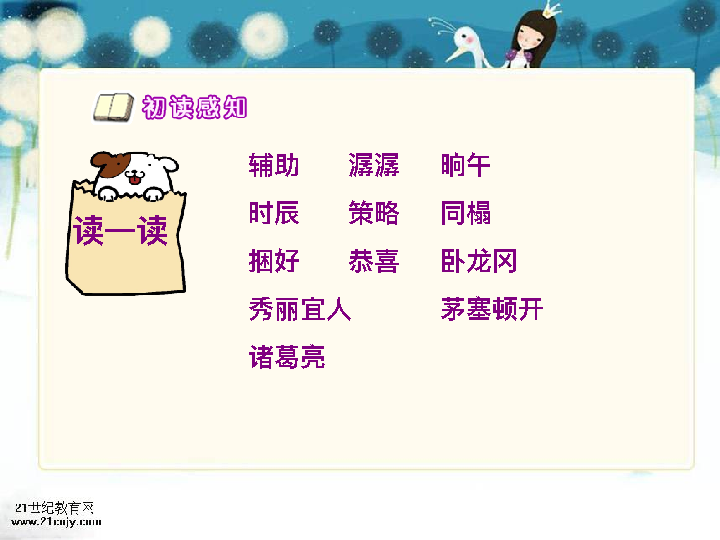 初读感知
读一读
辅助 潺潺 晌午
时辰 策略 同榻
捆好 恭喜 卧龙冈
秀丽宜人 茅塞顿开
诸葛亮
21世纪教育网
www.21cnjy.com